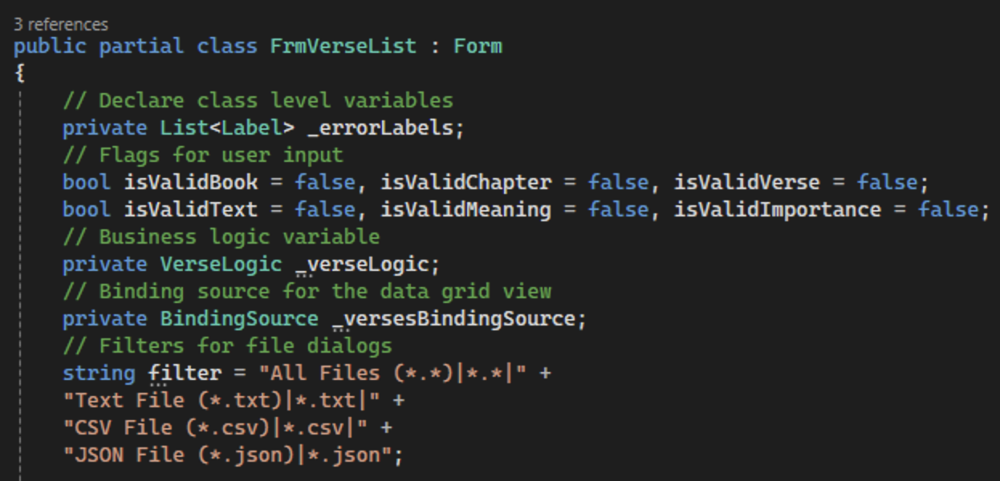 3 references
public partial class FrmVerseList : Form
{
// Declare class level variables
private List<Label> _errorLabels;
// Flags for user input
bool isValidBook = false, isValidChapter = false, isValidVerse = false;
bool isValidText = false, isValidMeaning = false, isValidImportance = false;
// Business logic variable
private VerseLogic _verseLogic;
// Binding source for the data grid view
private BindingSource _versesBindingSource;
// Filters for file dialogs
string filter = "All Files (*.*)|*.*|" +
"Text File (*.txt)|*.txt|" +
"CSV File (*.csv)|*.csv|" +
"JSON File (*.json)|*.json";